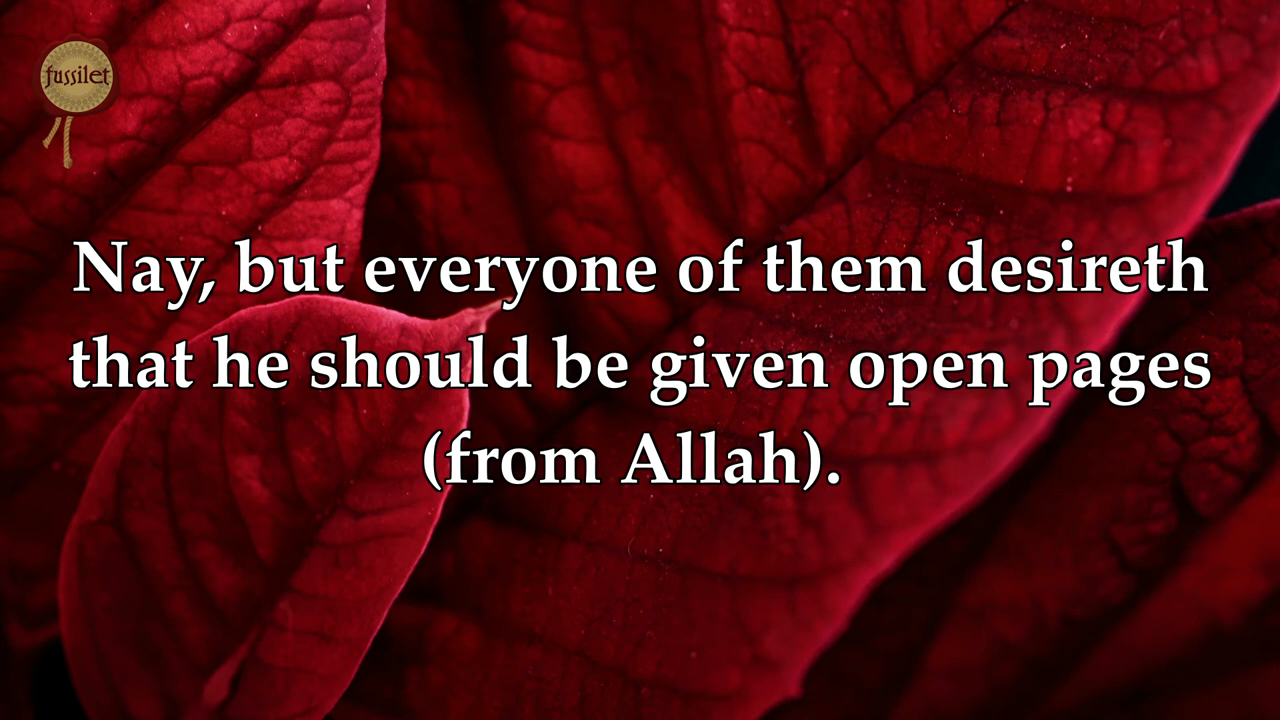 fussilet
Nay, but everyone of them desireth
that he should be given open pages
(from Allah).